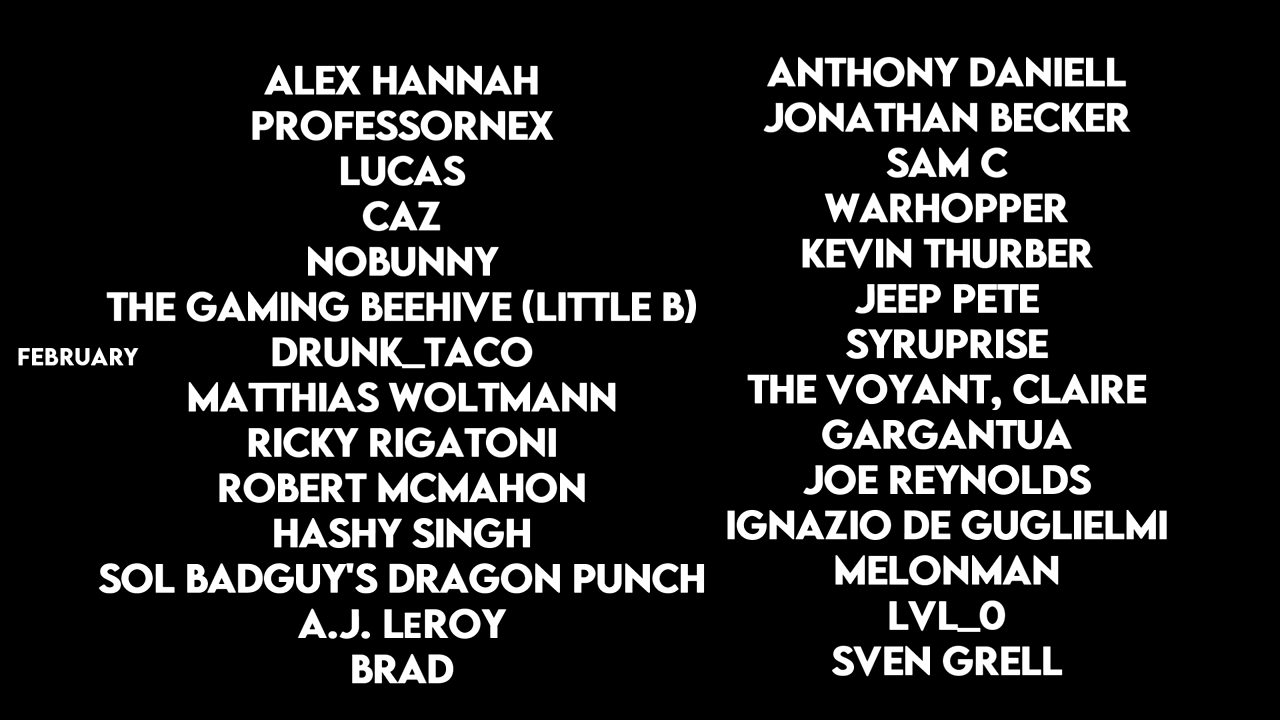 FEBRUARY
ALEX HANNAH
PROFESSORNEX
LUCAS
CAZ
NOBUNNY
THE GAMING BEEHIVE (LITTLE B)
DRUNK_TACO
MATTHIAS WOLTMANN
RICKY RIGATONI
ROBERT MCMAHON
HASHY SINGH
SOL BADGUY'S DRAGON PUNCH
A.J. LeROY
BRAD
ANTHONY DANIELL
JONATHAN BECKER
SAM C
WARHOPPER
KEVIN THURBER
JEEP PETE
SYRUPRISE
THE VOYANT, CLAIRE
GARGANTUA
JOE REYNOLDS
IGNAZIO DE GUGLIELMI
MELONMAN
LVL_0
SVEN GRELL